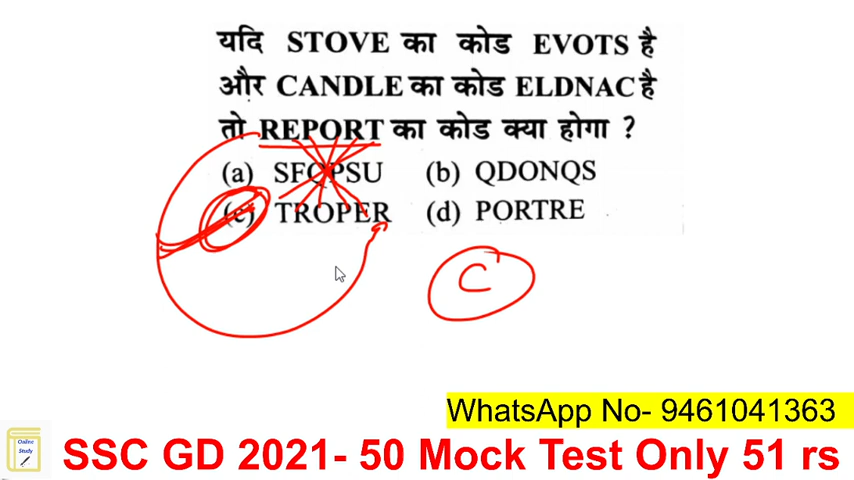 यदि STOVE का कोड EVOTS है
और CANDLE का कोड ELDNAC है
तो REPORT का कोड क्या होगा ?
(a) SFQPSU (b) QDONQS
(c) TROPER (d) PORTRE
C
WhatsApp No- 9461041363
Online
Study
SSC GD 2021- 50 Mock Test Only 51 rs